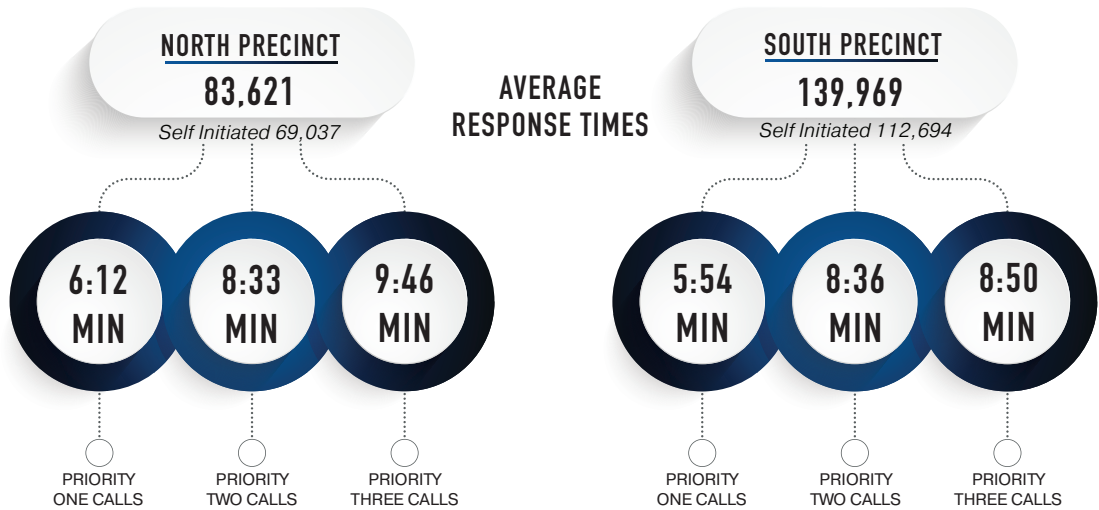 NORTH PRECINCT
83,621
Self Initiated 69,037
AVERAGE
RESPONSE TIMES
SOUTH PRECINCT
139,969
Self Initiated 112,694
6:12
MIN
8:33
MIN
9:46
MIN
5:54
MIN
8:36
MIN
8:50
MIN
PRIORITY
ONE CALLS
PRIORITY
TWO CALLS
PRIORITY
THREE CALLS
PRIORITY
ONE CALLS
PRIORITY
TWO CALLS
PRIORITY
THREE CALLS